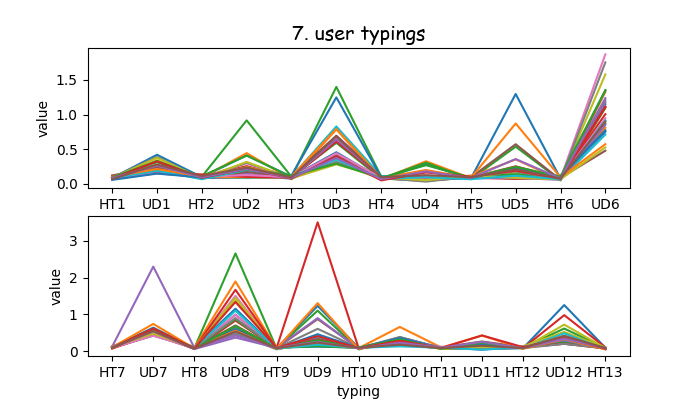 7. user typings
value
1.5
1.0
0.5
0.0
HT1 UD1 HT2 UD2 HT3 UD3 HT4 UD4 HT5 UD5 HT6 UD6
value
3
2
1
0
HT7 UD7 HT8 UD8 HT9 UD9 HT10 UD10 HT11 UD11 HT12 UD12 HT13
typing